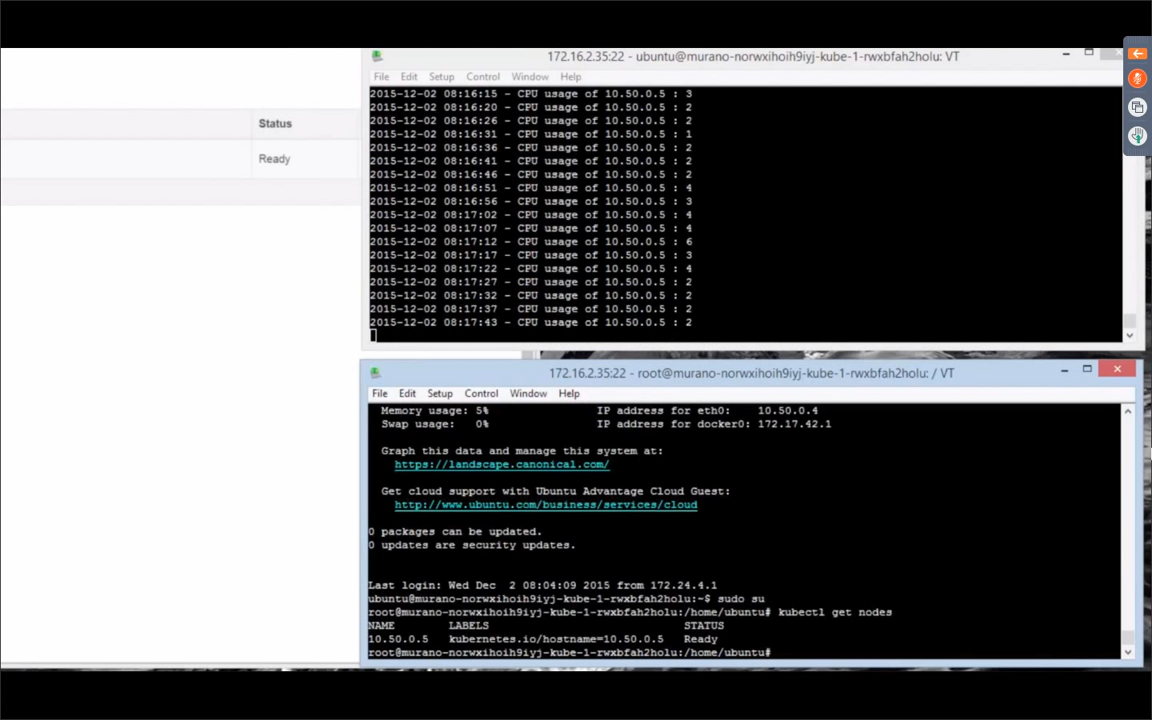 172.16.2.35:22 - ubuntu@murano-norwxihoih9iyj-kube-1-rwxbfah2holu: VT
File Edit Setup Control Window Help
2015-12-02 08:16:15 - CPU usage of 10.50.0.5 : 3
2015-12-02 08:16:20 - CPU usage of 10.50.0.5 : 2
2015-12-02 08:16:26 - CPU usage of 10.50.0.5 : 2
2015-12-02 08:16:31 - CPU usage of 10.50.0.5 : 1
2015-12-02 08:16:36 - CPU usage of 10.50.0.5 : 2
2015-12-02 08:16:41 - CPU usage of 10.50.0.5 : 2
2015-12-02 08:16:46 - CPU usage of 10.50.0.5 : 2
2015-12-02 08:16:51 - CPU usage of 10.50.0.5 : 4
2015-12-02 08:16:56 - CPU usage of 10.50.0.5 : 3
2015-12-02 08:17:02 - CPU usage of 10.50.0.5 : 4
2015-12-02 08:17:07 - CPU usage of 10.50.0.5 : 4
2015-12-02 08:17:12 - CPU usage of 10.50.0.5 : 6
2015-12-02 08:17:17 - CPU usage of 10.50.0.5 : 3
2015-12-02 08:17:22 - CPU usage of 10.50.0.5 : 4
2015-12-02 08:17:27 - CPU usage of 10.50.0.5 : 2
2015-12-02 08:17:32 - CPU usage of 10.50.0.5 : 2
2015-12-02 08:17:37 - CPU usage of 10.50.0.5 : 2
2015-12-02 08:17:43 - CPU usage of 10.50.0.5 : 2
Status
Ready
172.16.2.35:22 - root@murano-norwxihoih9iyj-kube-1-rwxbfah2holu: / VT
File Edit Setup Control Window Help
Memory usage: 5% IP address for eth0: 10.50.0.4
Swap usage: 0% IP address for docker0: 172.17.42.1
Graph this data and manage this system at:
https://landscape.canonical.com/
Get cloud support with Ubuntu Advantage Cloud Guest:
http://www.ubuntu.com/business/services/cloud
0 packages can be updated.
0 updates are security updates.
Last login: Wed Dec 2 08:04:09 2015 from 172.24.4.1
ubuntu@murano-norwxihoih9iyj-kube-1-rwxbfah2holu:~$ sudo su
root@murano-norwxihoih9iyj-kube-1-rwxbfah2holu:/home/ubuntu# kubectl get nodes
NAME LABELS STATUS
10.50.0.5 kubernetes.io/hostname=10.50.0.5 Ready
root@murano-norwxihoih9iyj-kube-1-rwxbfah2holu:/home/ubuntu#